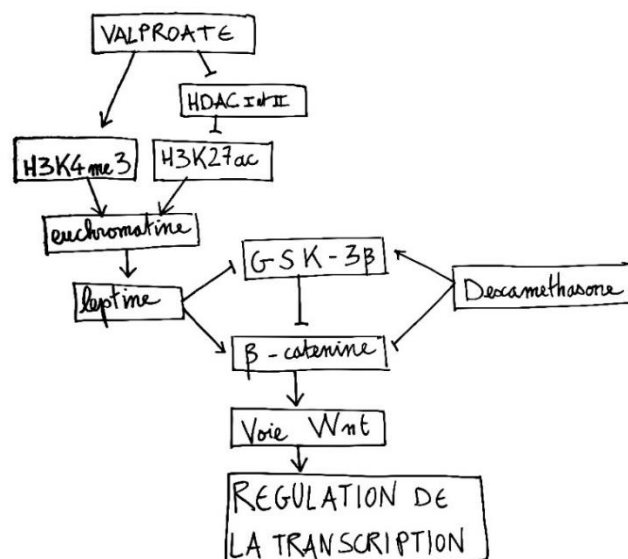 VALPROATE
HDAC I et II
H3K4me3
H3K27ac
euchromatine
GSK-3β
leptine
Dexamethasone
β-catenine
Voie Wnt
REGULATION DE
LA TRANSCRIPTION